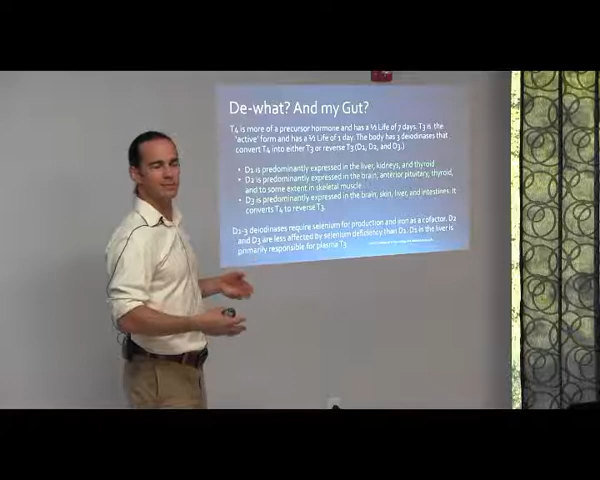 De-what? And my Gut?
T4 is more of a precursor hormone and has a ½ Life of 7 days. T3 is the
'active' form and has a ½ Life of 1 day. The body has 3 deiodinases that
convert T4 into either T3 or reverse T3 (D1, D2, and D3.)
• D1 is predominantly expressed in the liver, kidneys, and thyroid
• D2 is predominantly expressed in the brain, anterior pituitary, thyroid,
and to some extent in skeletal muscle
• D3 is predominantly expressed in the brain, skin, liver, and intestines. It
converts T4 to reverse T3.
D1-3 deiodinases require selenium for production and iron as a cofactor. D2
and D3 are less affected by selenium deficiency than D1. D1 in the liver is
primarily responsible for plasma T3